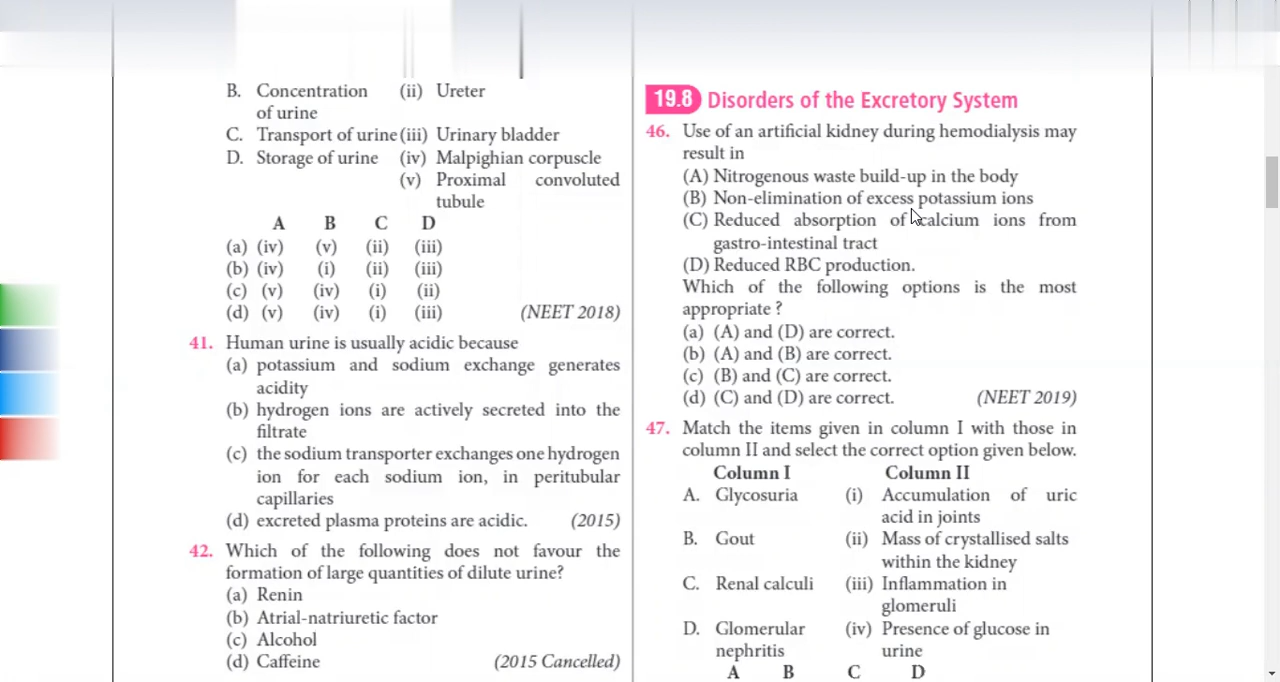 B. Concentration (ii) Ureter
of urine
C. Transport of urine (iii) Urinary bladder
D. Storage of urine (iv) Malpighian corpuscle
(v) Proximal convoluted
tubule
A B C D
(a) (iv) (v) (ii) (iii)
(b) (iv) (i) (ii) (iii)
(c) (v) (iv) (i) (ii)
(d) (v) (iv) (i) (iii) (NEET 2018)
41. Human urine is usually acidic because
(a) potassium and sodium exchange generates
acidity
(b) hydrogen ions are actively secreted into the
filtrate
(c) the sodium transporter exchanges one hydrogen
ion for each sodium ion, in peritubular
capillaries
(d) excreted plasma proteins are acidic. (2015)
42. Which of the following does not favour the
formation of large quantities of dilute urine?
(a) Renin
(b) Atrial-natriuretic factor
(c) Alcohol
(d) Caffeine (2015 Cancelled)
19.8 Disorders of the Excretory System
46. Use of an artificial kidney during hemodialysis may
result in
(A) Nitrogenous waste build-up in the body
(B) Non-elimination of excess potassium ions
(C) Reduced absorption of calcium ions from
gastro-intestinal tract
(D) Reduced RBC production.
Which of the following options is the most
appropriate ?
(a) (A) and (D) are correct.
(b) (A) and (B) are correct.
(c) (B) and (C) are correct.
(d) (C) and (D) are correct. (NEET 2019)
47. Match the items given in column I with those in
column II and select the correct option given below.
Column I Column II
A. Glycosuria (i) Accumulation of uric
acid in joints
B. Gout (ii) Mass of crystallised salts
within the kidney
C. Renal calculi (iii) Inflammation in
glomeruli
D. Glomerular (iv) Presence of glucose in
nephritis urine
A B C D